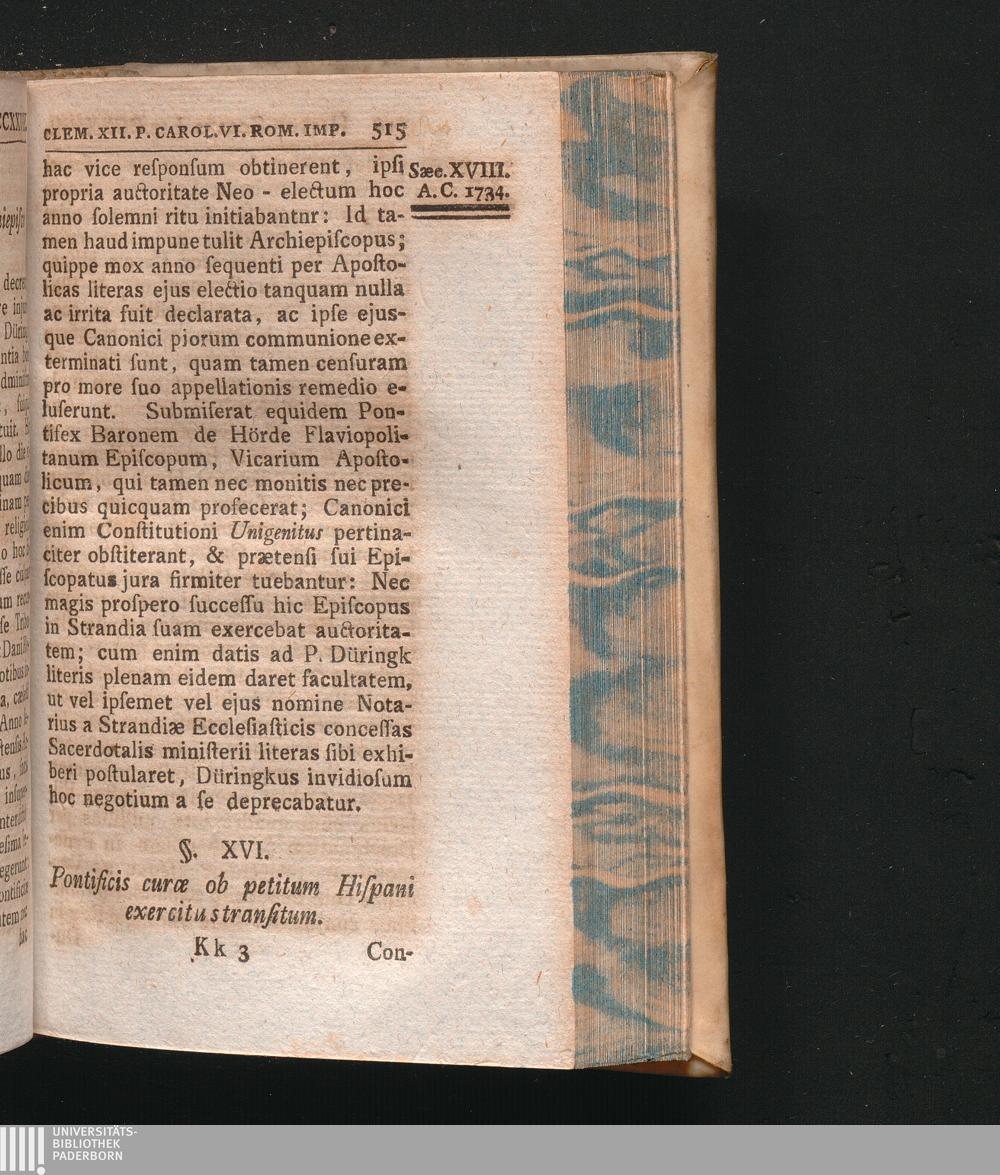 CLEM. XII. P. CAROL. VI. ROM. IMP. 515
Sæc. XVIII.
A. C. 1734.
hac vice reſponſum obtinerent, ipſi
propria auctoritate Neo - electum hoc
anno ſolemni ritu initiabantnr: Id ta-
men haud impune tulit Archiepiſcopus;
quippe mox anno ſequenti per Apoſto-
licas literas ejus electio tanquam nulla
ac irrita fuit declarata, ac ipſe ejus-
que Canonici piorum communione ex-
terminati ſunt, quam tamen cenſuram
pro more ſuo appellationis remedio e-
luſerunt. Submiſerat equidem Pon-
tifex Baronem de Hörde Flaviopoli-
tanum Epiſcopum, Vicarium Apoſto-
licum, qui tamen nec monitis nec pre-
cibus quicquam profecerat; Canonici
enim Conſtitutioni Unigenitus pertina-
citer obſtiterant, & prætenſi ſui Epi-
ſcopatus jura firmiter tuebantur: Nec
magis proſpero ſucceſſu hic Epiſcopus
in Strandia ſuam exercebat auctorita-
tem; cum enim datis ad P. Düringk
literis plenam eidem daret facultatem,
ut vel ipſemet vel ejus nomine Nota-
rius a Strandiæ Eccleſiaſticis conceſſas
Sacerdotalis miniſterii literas ſibi exhi-
beri poſtularet, Düringkus invidioſum
hoc negotium a ſe deprecabatur.
§. XVI.
Pontificis curæ ob petitum Hiſpani
exercitus tranſitum.
Kk 3 Con-
UNIVERSITÄTS-
BIBLIOTHEK
PADERBORN